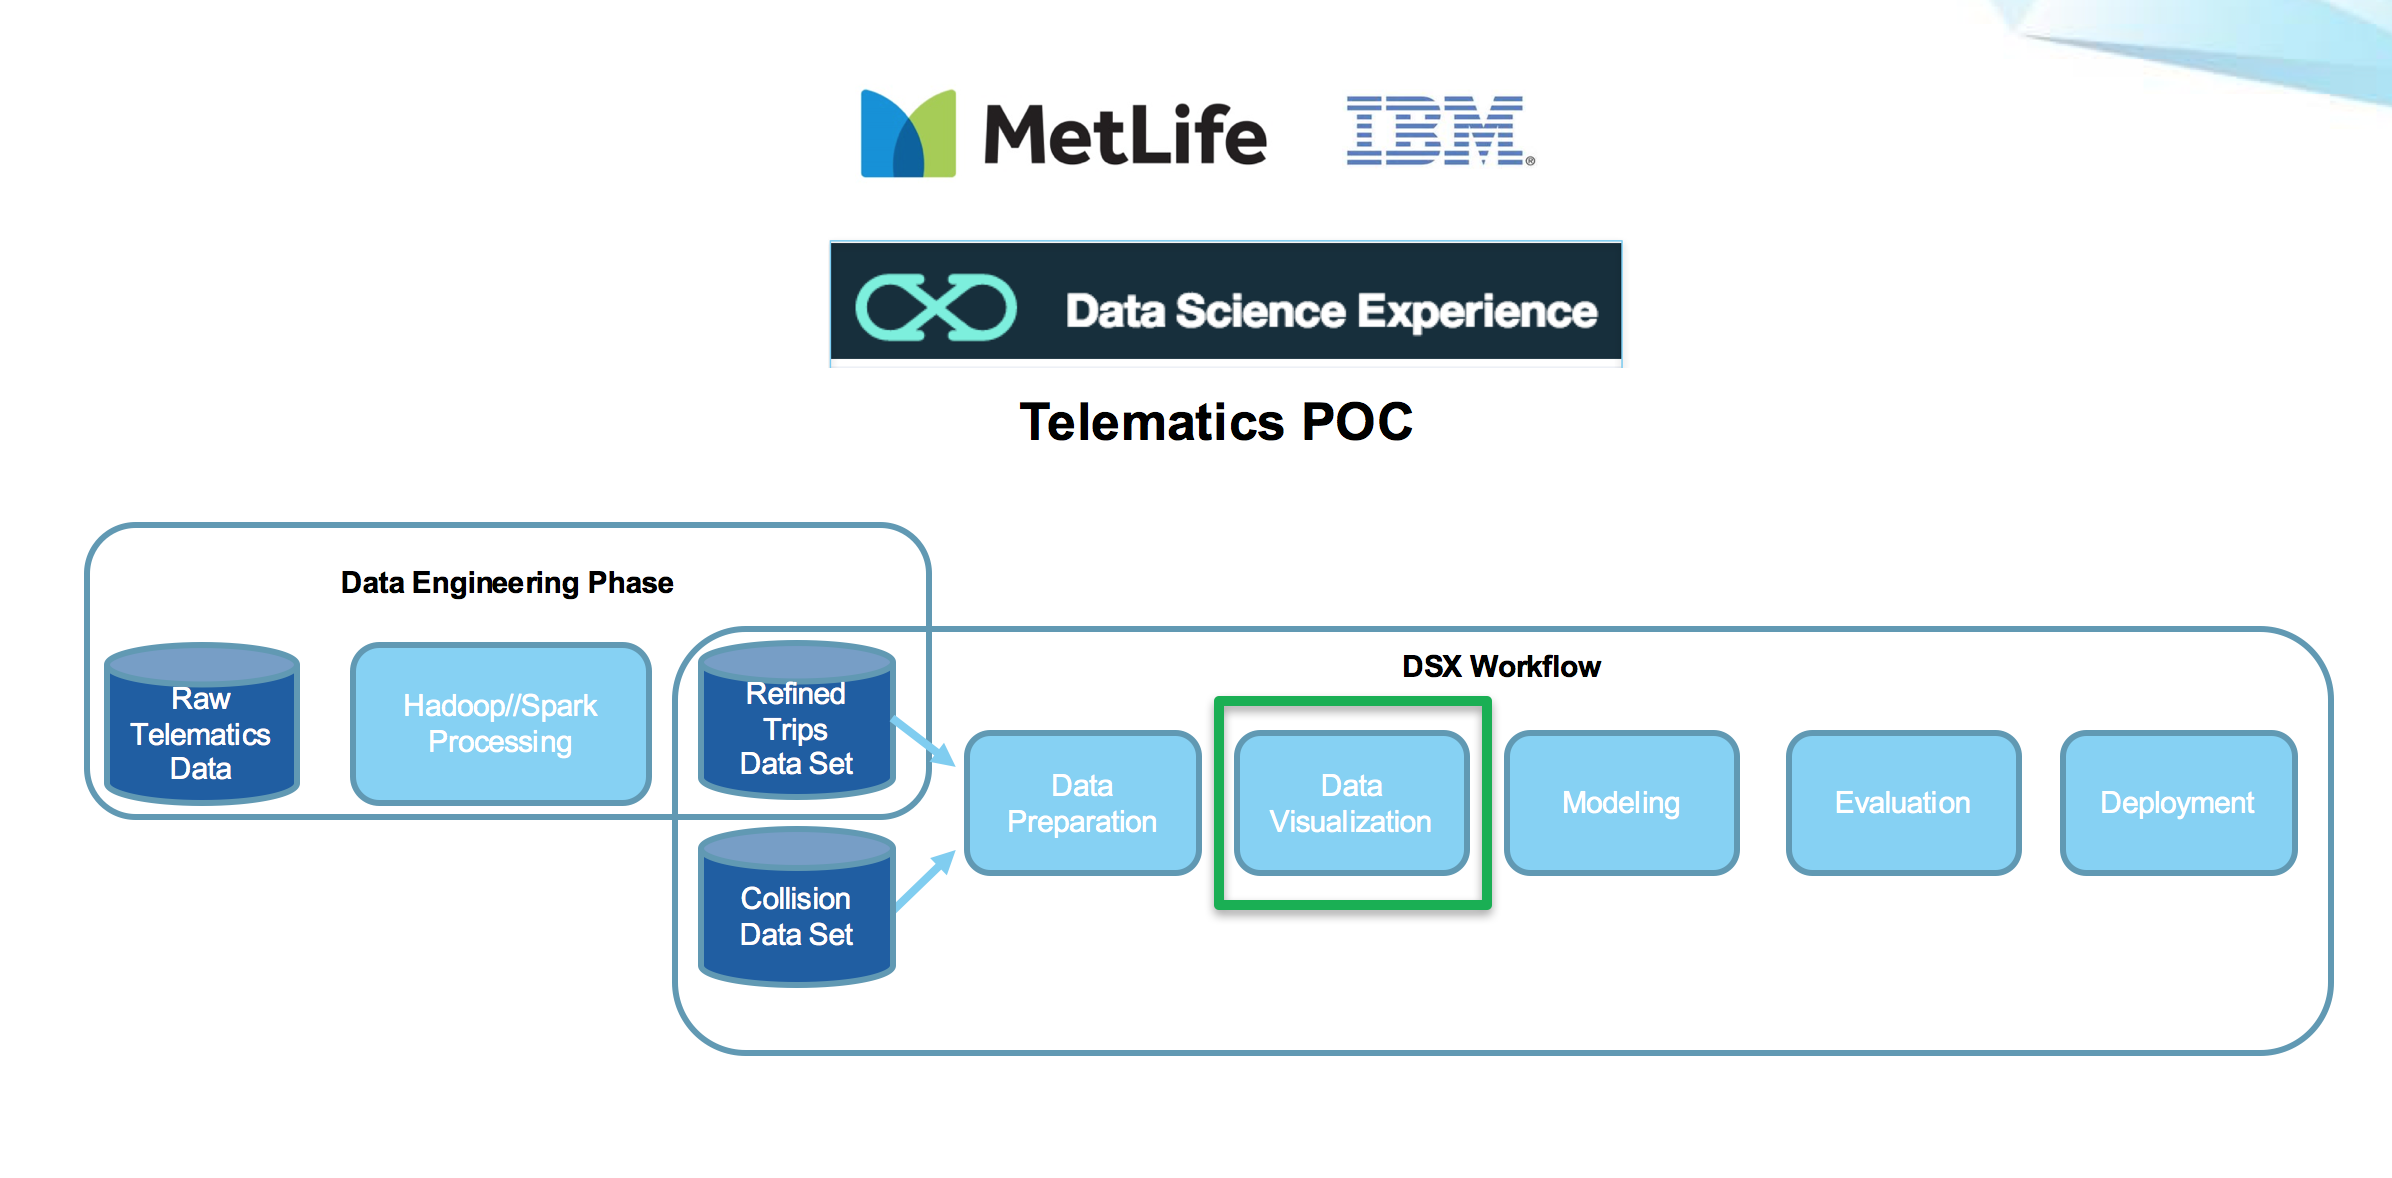 MetLife
IBM®
Data Science Experience
Telematics POC
Data Engineering Phase
Raw
Telematics
Data
Hadoop//Spark
Processing
Refined
Trips
Data Set
Collision
Data Set
DSX Workflow
Data
Preparation
Data
Visualization
Modeling
Evaluation
Deployment